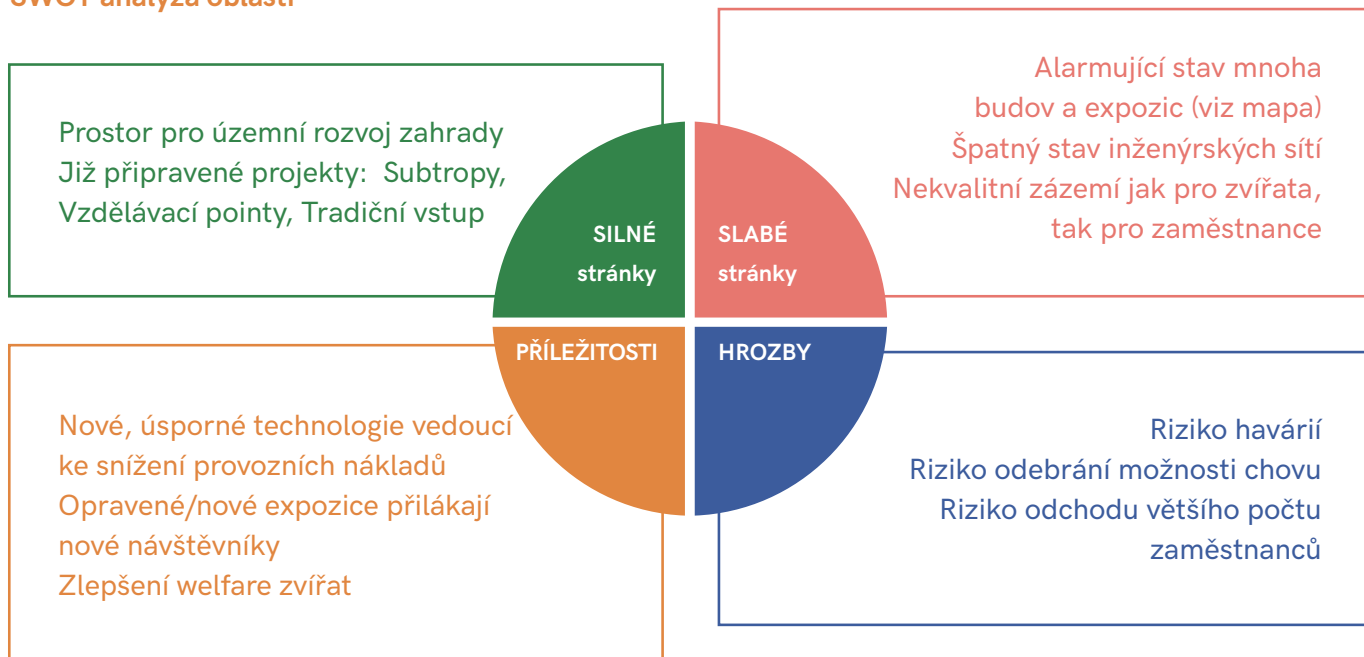 SWOT analýza oblasti
Prostor pro územní rozvoj zahrady
Již připravené projekty: Subtropy,
Vzdělávací pointy, Tradiční vstup
SILNÉ
stránky
Alarmující stav mnoha
budov a expozic (viz mapa)
Špatný stav inženýrských sítí
Nekvalitní zázemí jak pro zvířata,
tak pro zaměstnance
SLABÉ
stránky
PŘÍLEŽITOSTI
Nové, úsporné technologie vedoucí
ke snížení provozních nákladů
Opravené/nové expozice přilákají
nové návštěvníky
Zlepšení welfare zvířat
HROZBY
Riziko havárií
Riziko odebrání možnosti chovu
Riziko odchodu většího počtu
zaměstnanců